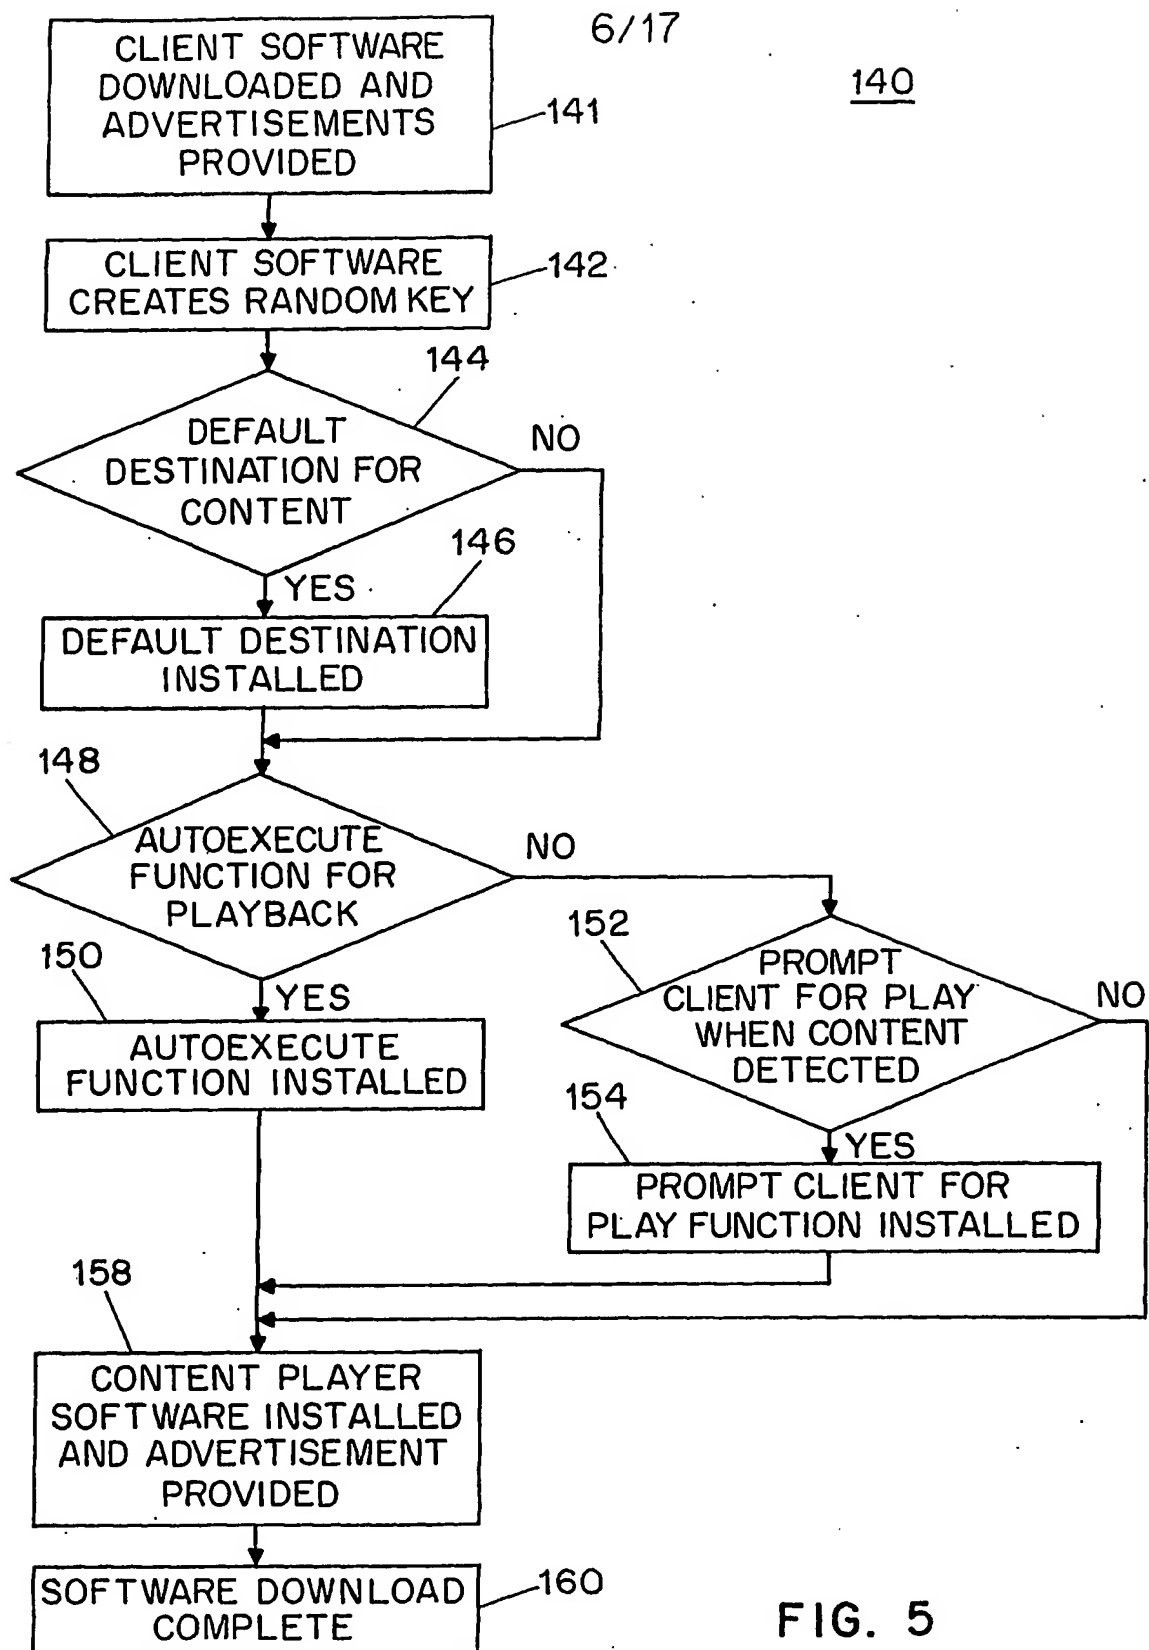 6/17
140
CLIENT SOFTWARE
DOWNLOADED AND
ADVERTISEMENTS
PROVIDED
141
CLIENT SOFTWARE
CREATES RANDOM KEY
142
144
DEFAULT
DESTINATION FOR
CONTENT
NO
146
YES
DEFAULT DESTINATION
INSTALLED
148
AUTOEXECUTE
FUNCTION FOR
PLAYBACK
NO
150
YES
AUTOEXECUTE
FUNCTION INSTALLED
152
PROMPT
CLIENT FOR PLAY
WHEN CONTENT
DETECTED
NO
154
YES
PROMPT CLIENT FOR
PLAY FUNCTION INSTALLED
158
CONTENT PLAYER
SOFTWARE INSTALLED
AND ADVERTISEMENT
PROVIDED
SOFTWARE DOWNLOAD
COMPLETE
160
FIG. 5